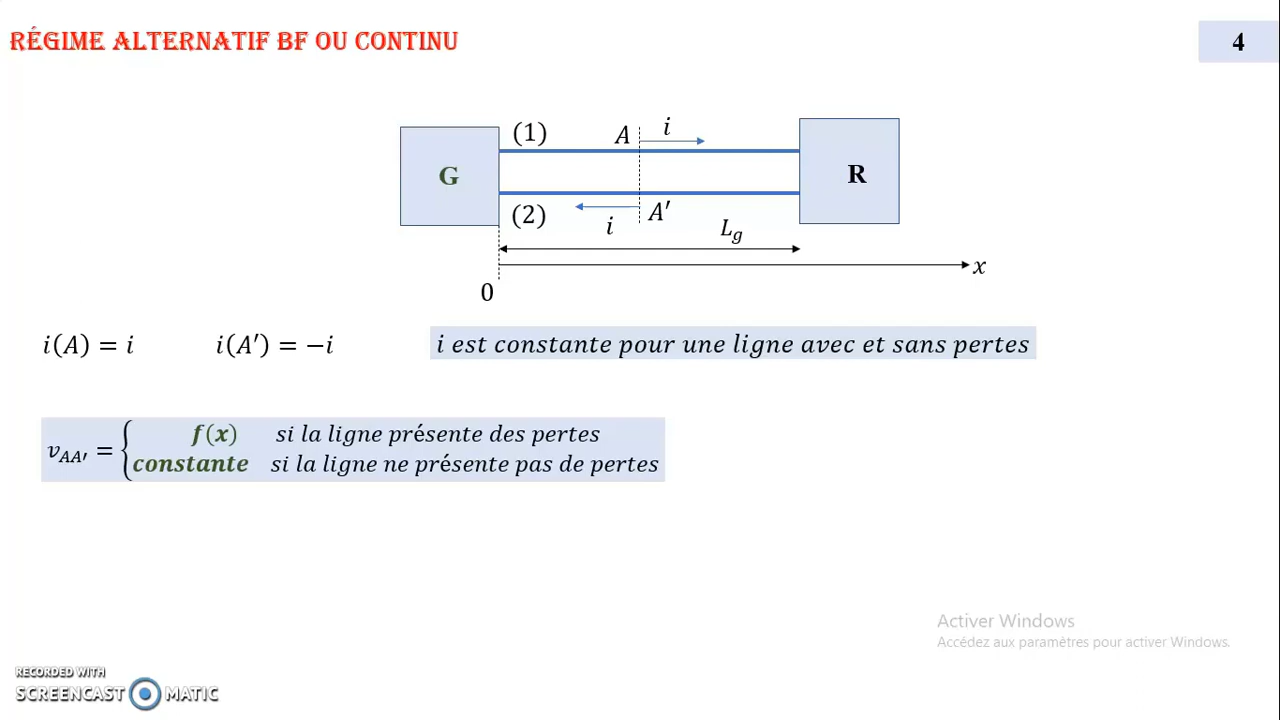 RÉGIME ALTERNATIF BF OU CONTINU
4
(1) A i
G R
(2) i A′ L_g
x
0
i(A) = i i(A′) = −i i est constante pour une ligne avec et sans pertes
v_AA′ = { f(x) si la ligne présente des pertes
constante si la ligne ne présente pas de pertes
Activer Windows
Accédez aux paramètres pour activer Windows.
RECORDED WITH
SCREENCAST MATIC